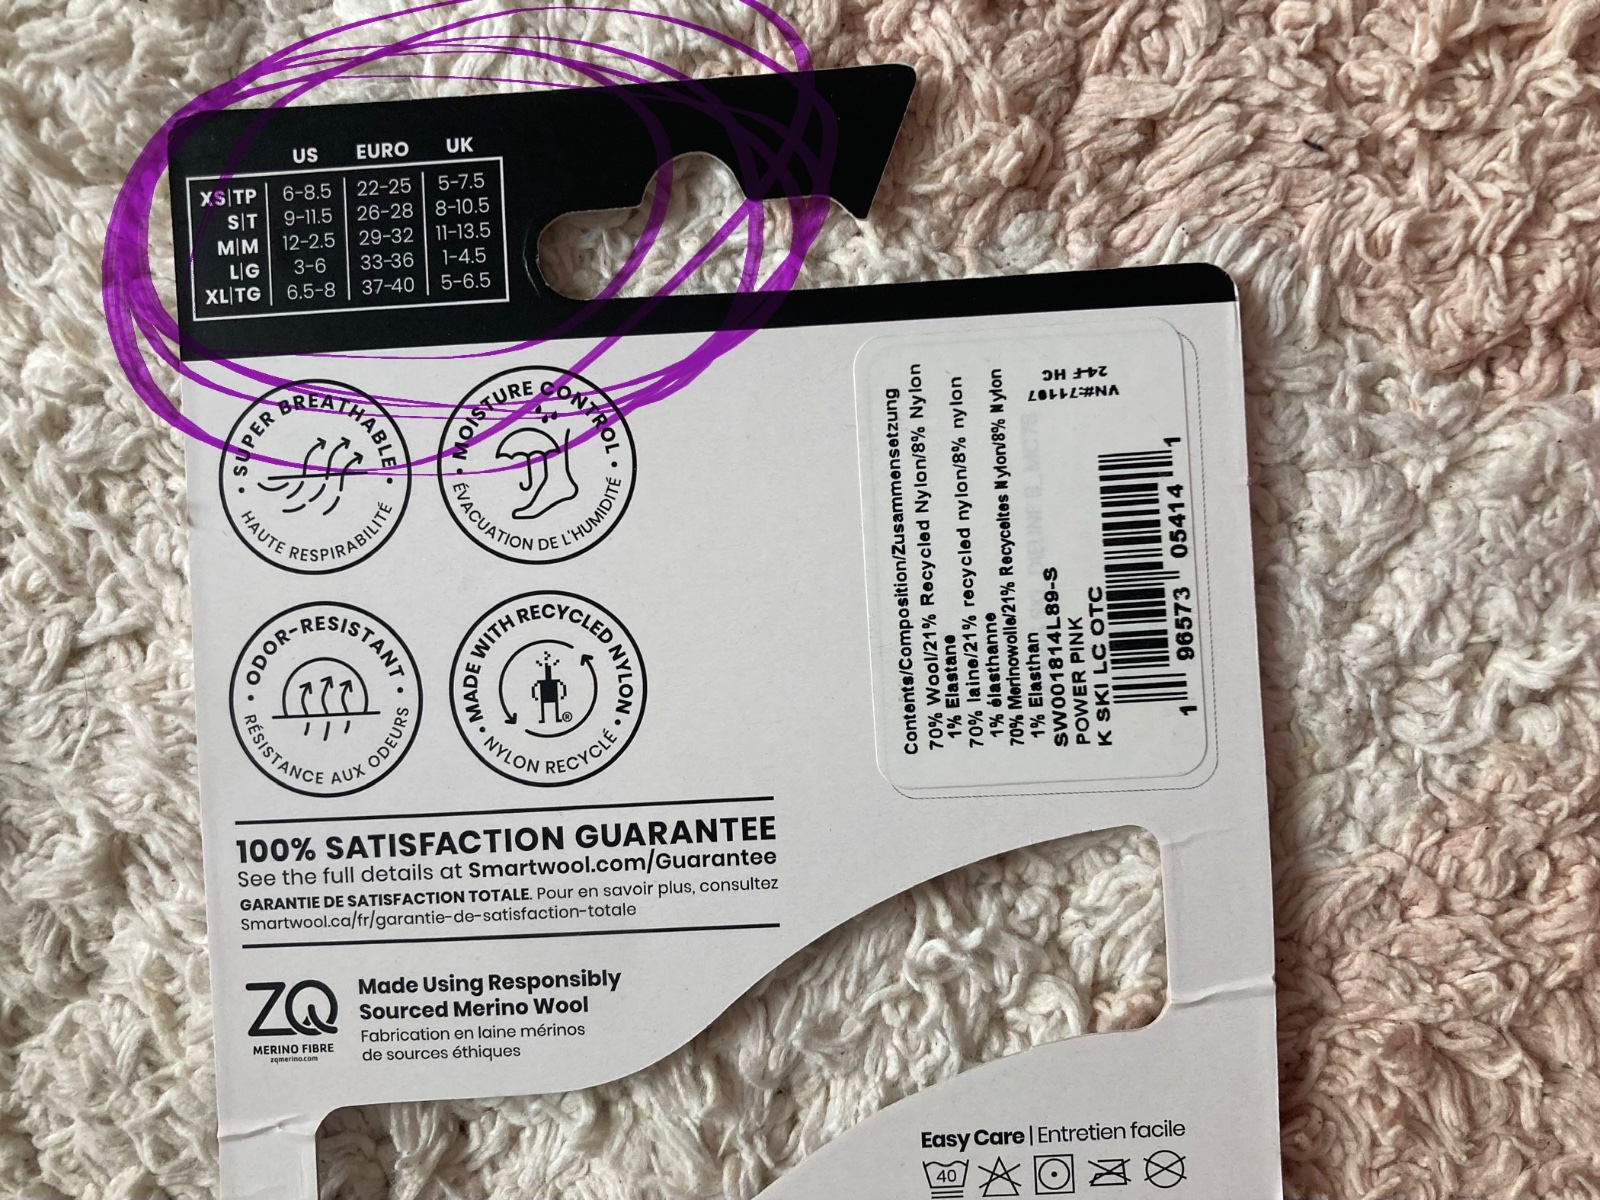 US EURO UK
XS|TP 6-8.5 22-25 5-7.5
S|T 9-11.5 26-28 8-10.5
M|M 12-2.5 29-32 11-13.5
L|G 3-6 33-36 1-4.5
XL|TG 6.5-8 37-40 5-6.5
• SUPER BREATHABLE •
HAUTE RESPIRABILITÉ
• MOISTURE CONTROL •
ÉVACUATION DE L'HUMIDITÉ
• ODOR-RESISTANT •
RÉSISTANCE AUX ODEURS
• MADE WITH RECYCLED NYLON •
NYLON RECYCLÉ
®
100% SATISFACTION GUARANTEE
See the full details at Smartwool.com/Guarantee
GARANTIE DE SATISFACTION TOTALE. Pour en savoir plus, consultez
Smartwool.ca/fr/garantie-de-satisfaction-totale
ZQ
MERINO FIBRE
zqmerino.com
Made Using Responsibly
Sourced Merino Wool
Fabrication en laine mérinos
de sources éthiques
Contents/Composition/Zusammensetzung
70% Wool/21% Recycled Nylon/8% Nylon
1% Elastane
70% laine/21% recycled nylon/8% nylon
1% élasthanne
70% Merinowolle/21% Recyceltes Nylon/8% Nylon
1% Elasthan
SW001814L89-S
POWER PINK
K SKI LC OTC
1 96573 05414 1
VN#:71197
24-F HC
Easy Care | Entretien facile
40